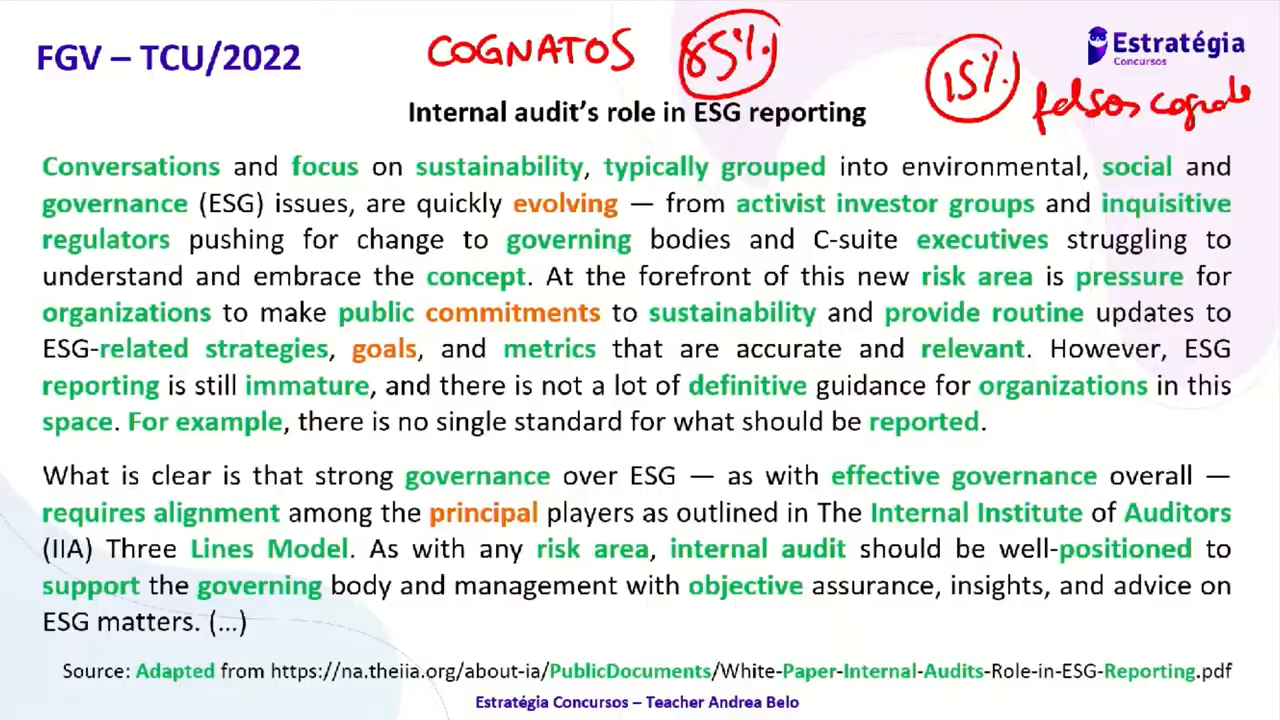 FGV – TCU/2022
COGNATOS 85%
15%
falsos
Estratégia
Concursos
Internal audit’s role in ESG reporting
Conversations and focus on sustainability, typically grouped into environmental, social and
governance (ESG) issues, are quickly evolving — from activist investor groups and inquisitive
regulators pushing for change to governing bodies and C-suite executives struggling to
understand and embrace the concept. At the forefront of this new risk area is pressure for
organizations to make public commitments to sustainability and provide routine updates to
ESG-related strategies, goals, and metrics that are accurate and relevant. However, ESG
reporting is still immature, and there is not a lot of definitive guidance for organizations in this
space. For example, there is no single standard for what should be reported.
What is clear is that strong governance over ESG — as with effective governance overall —
requires alignment among the principal players as outlined in The Internal Institute of Auditors
(IIA) Three Lines Model. As with any risk area, internal audit should be well-positioned to
support the governing body and management with objective assurance, insights, and advice on
ESG matters. (...)
Source: Adapted from https://na.theiia.org/about-ia/PublicDocuments/White-Paper-Internal-Audits-Role-in-ESG-Reporting.pdf
Estratégia Concursos – Teacher Andrea Belo